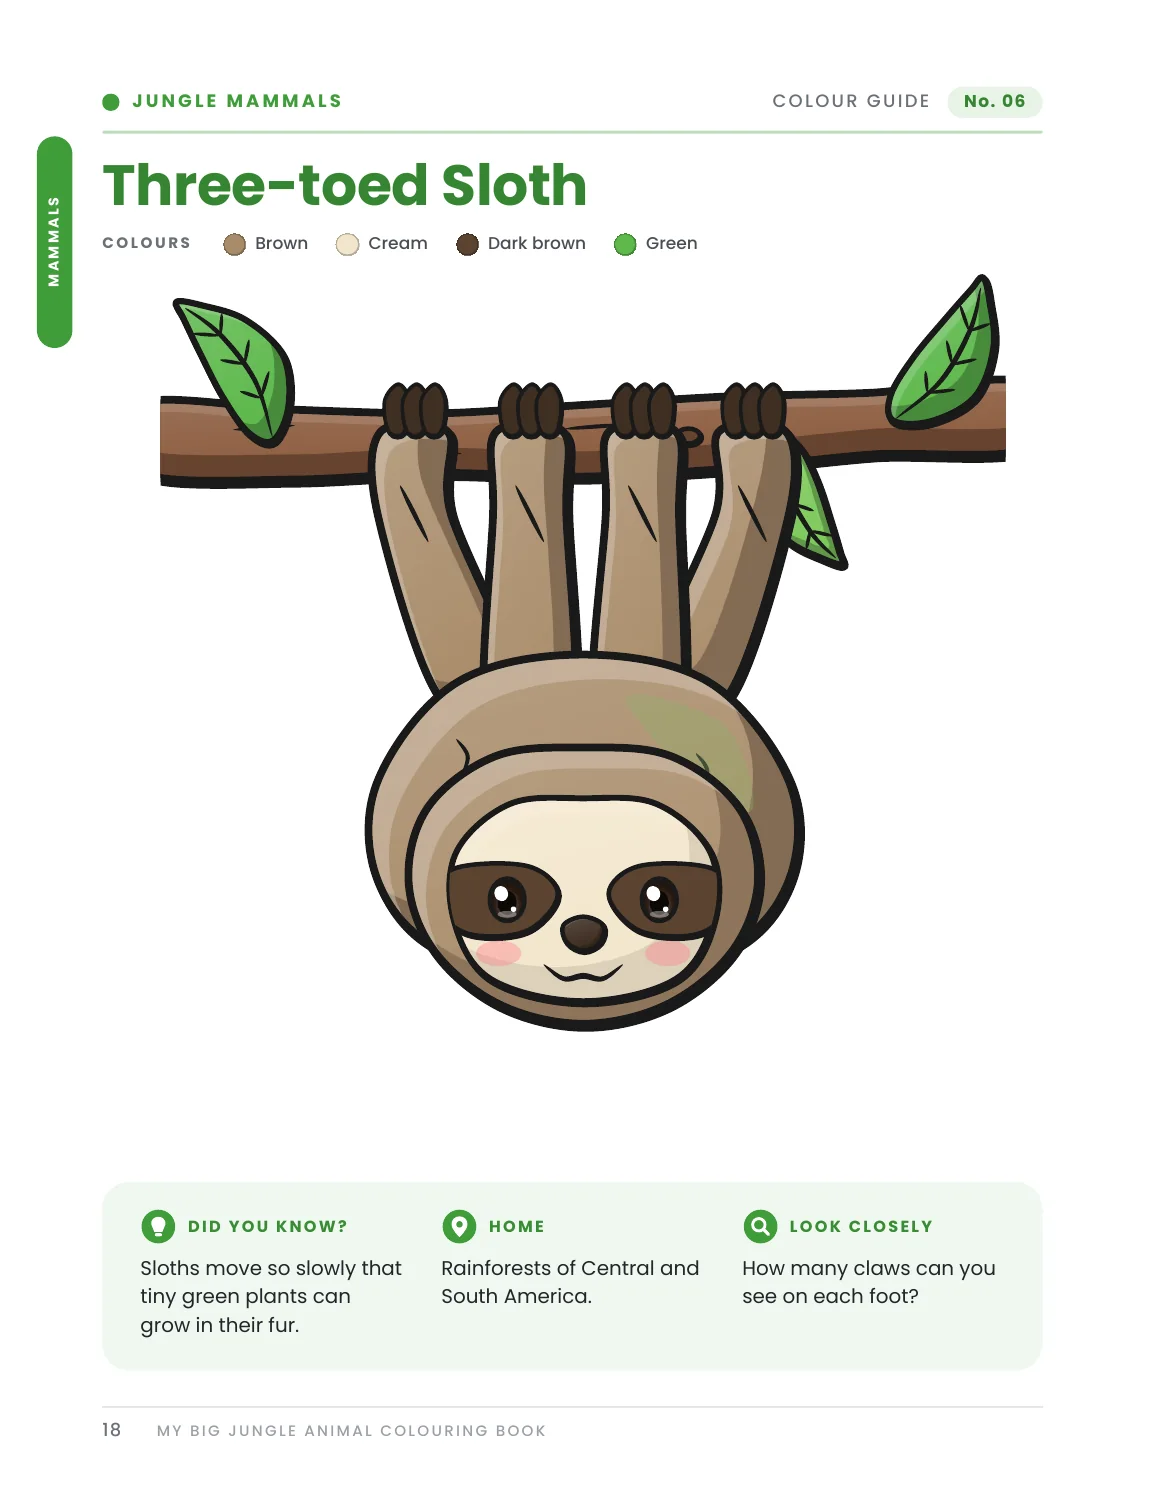 JUNGLE MAMMALS
COLOUR GUIDE No. 06
MAMMALS
Three-toed Sloth
COLOURS Brown Cream Dark brown Green
DID YOU KNOW?
Sloths move so slowly that
tiny green plants can
grow in their fur.
HOME
Rainforests of Central and
South America.
LOOK CLOSELY
How many claws can you
see on each foot?
18 MY BIG JUNGLE ANIMAL COLOURING BOOK